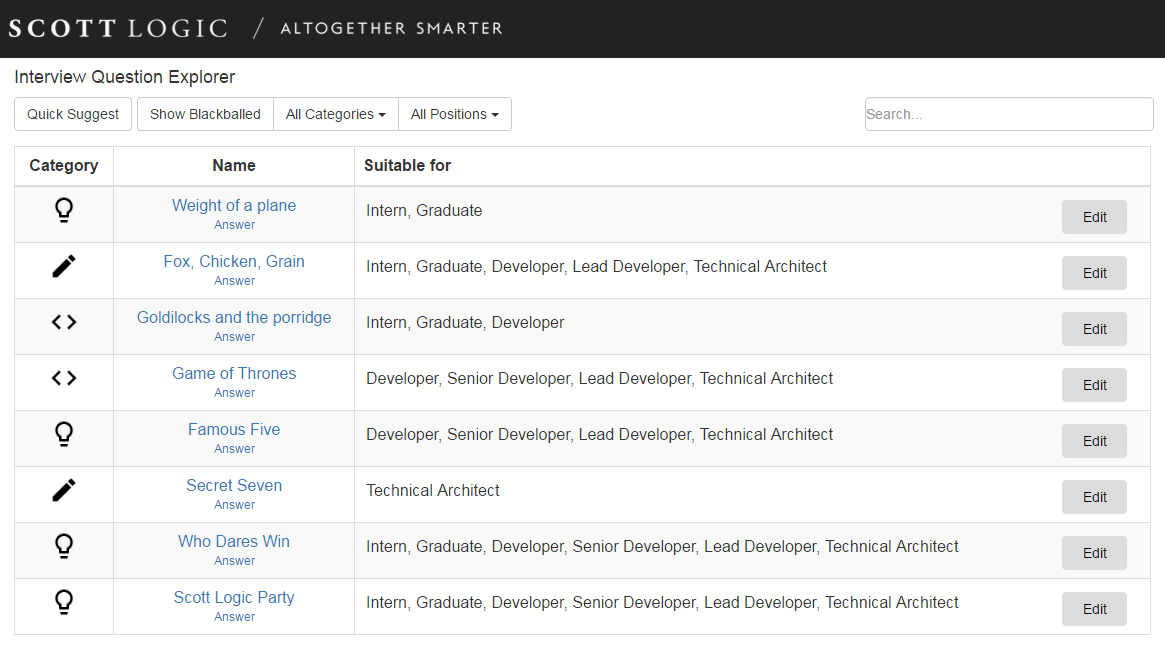 SCOTT LOGIC / ALTOGETHER SMARTER
Interview Question Explorer
Quick Suggest Show Blackballed All Categories All Positions Search...
Category Name Suitable for
Weight of a plane
Answer
Intern, Graduate
Edit
Fox, Chicken, Grain
Answer
Intern, Graduate, Developer, Lead Developer, Technical Architect
Edit
Goldilocks and the porridge
Answer
Intern, Graduate, Developer
Edit
Game of Thrones
Answer
Developer, Senior Developer, Lead Developer, Technical Architect
Edit
Famous Five
Answer
Developer, Senior Developer, Lead Developer, Technical Architect
Edit
Secret Seven
Answer
Technical Architect
Edit
Who Dares Win
Answer
Intern, Graduate, Developer, Senior Developer, Lead Developer, Technical Architect
Edit
Scott Logic Party
Answer
Intern, Graduate, Developer, Senior Developer, Lead Developer, Technical Architect
Edit